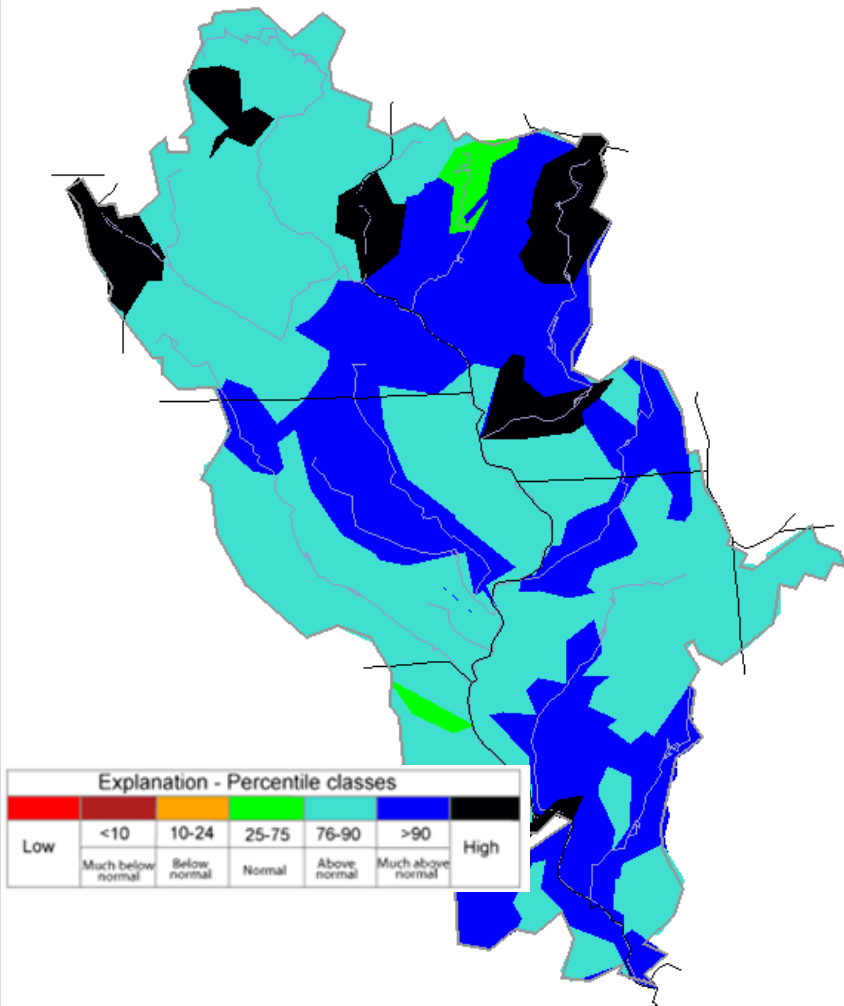 Explanation - Percentile classes
Low <10 10-24 25-75 76-90 >90 High
Much below normal Below normal Normal Above normal Much above normal